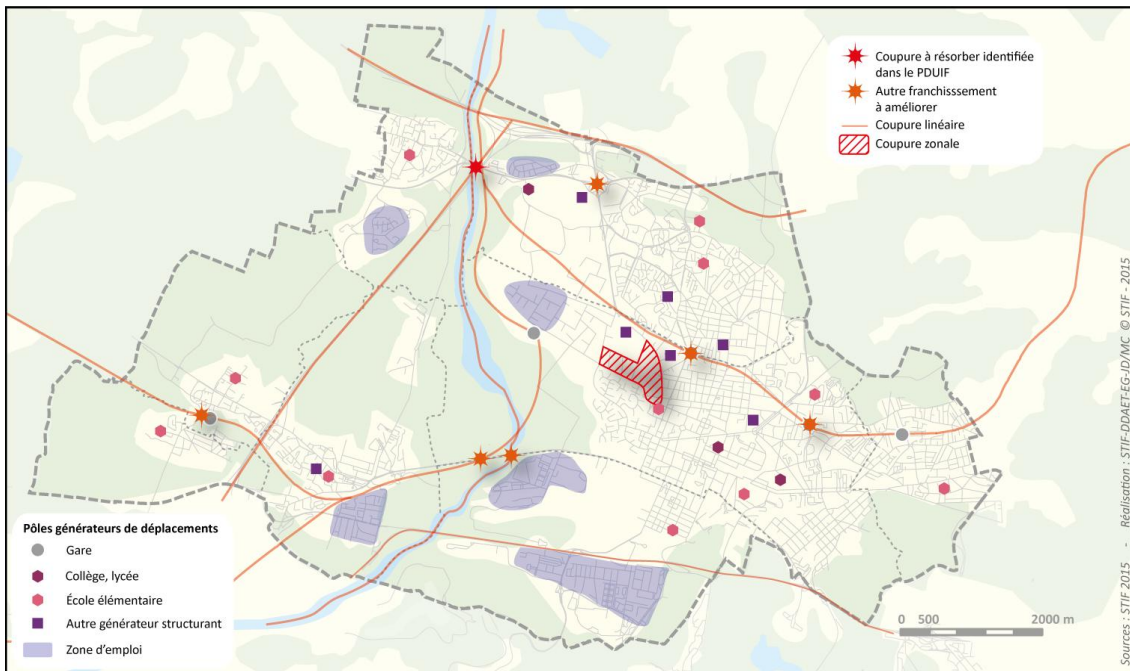 Coupure à résorber identifiée
dans le PDUIF
Autre franchisssement
à améliorer
Coupure linéaire
Coupure zonale
Pôles générateurs de déplacements
Gare
Collège, lycée
École élémentaire
Autre générateur structurant
Zone d'emploi
0 500 2000 m
Sources : STIF 2015 - Réalisation : STIF-DDAET-EG-JD/MC © STIF - 2015